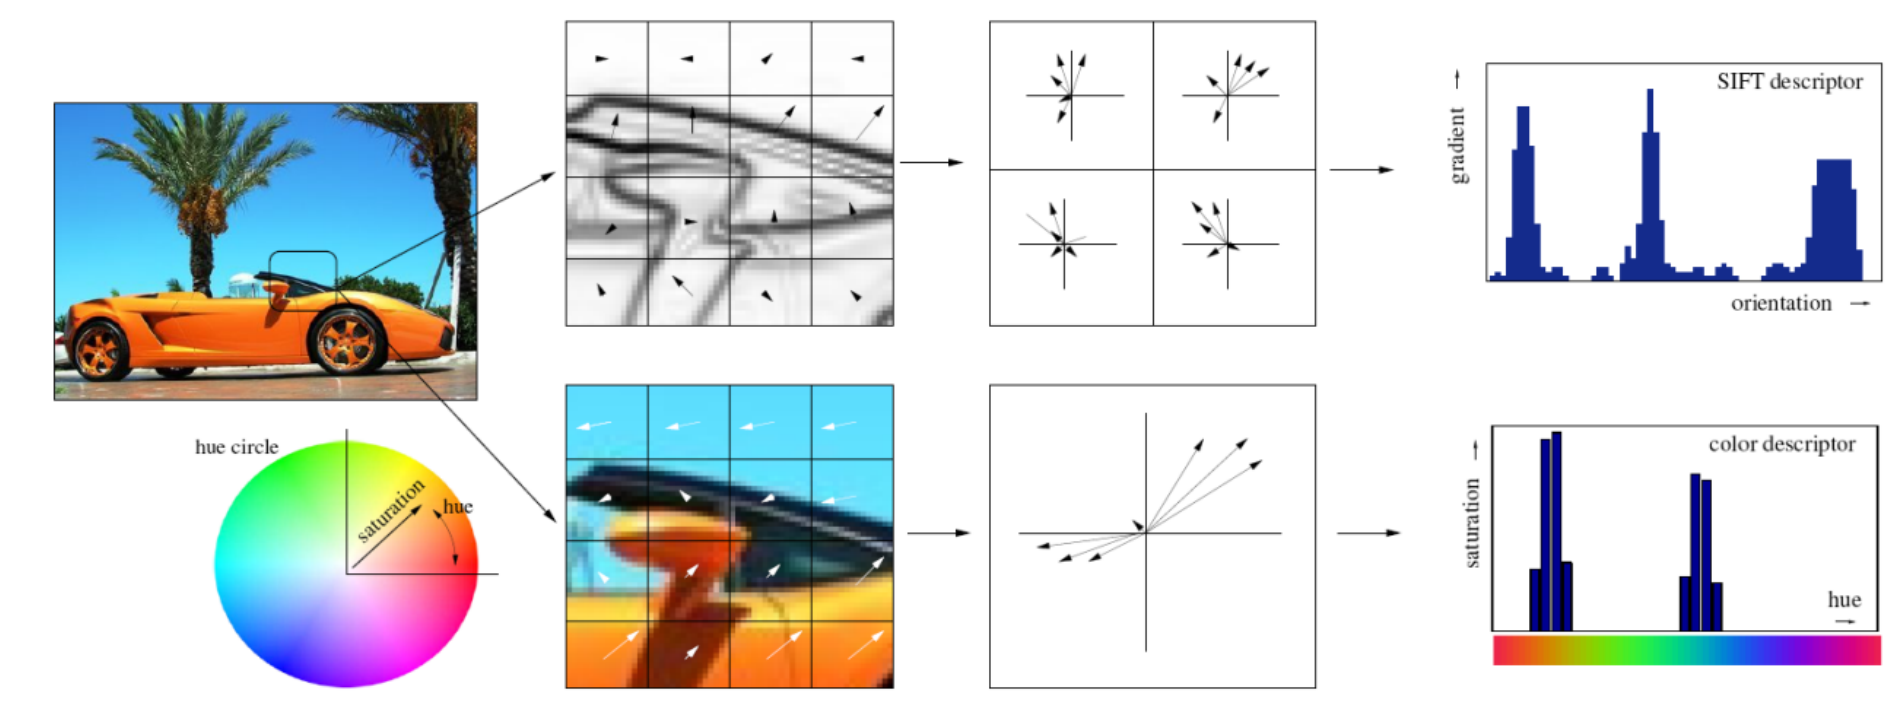 SIFT descriptor
gradient
orientation
hue circle
saturation
hue
color descriptor
saturation
hue